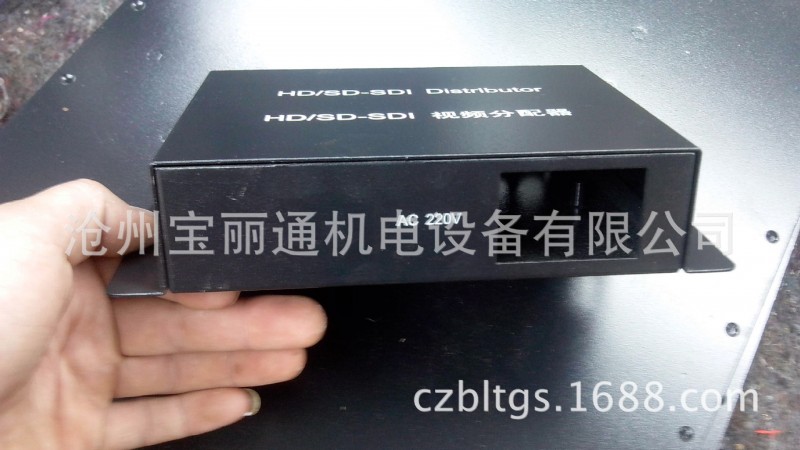 HD/SD-SDI Distributor
HD/SD-SDI 视频分配器
AC 220V
沧州宝丽通机电设备有限公司
czbltgs.1688.com